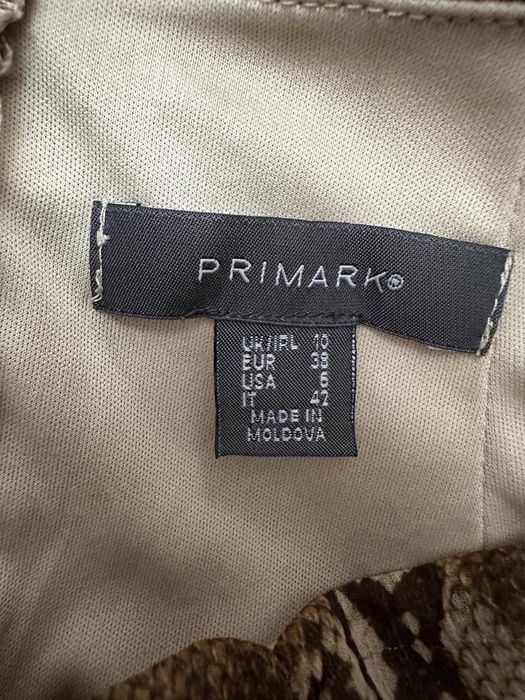 PRIMARK®
UK/IRL 10
EUR 38
USA 6
IT 42
MADE IN
MOLDOVA